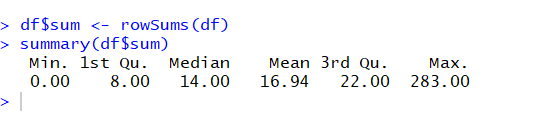 > df$sum <- rowSums(df)
> summary(df$sum)
Min. 1st Qu. Median Mean 3rd Qu. Max.
0.00 8.00 14.00 16.94 22.00 283.00
>